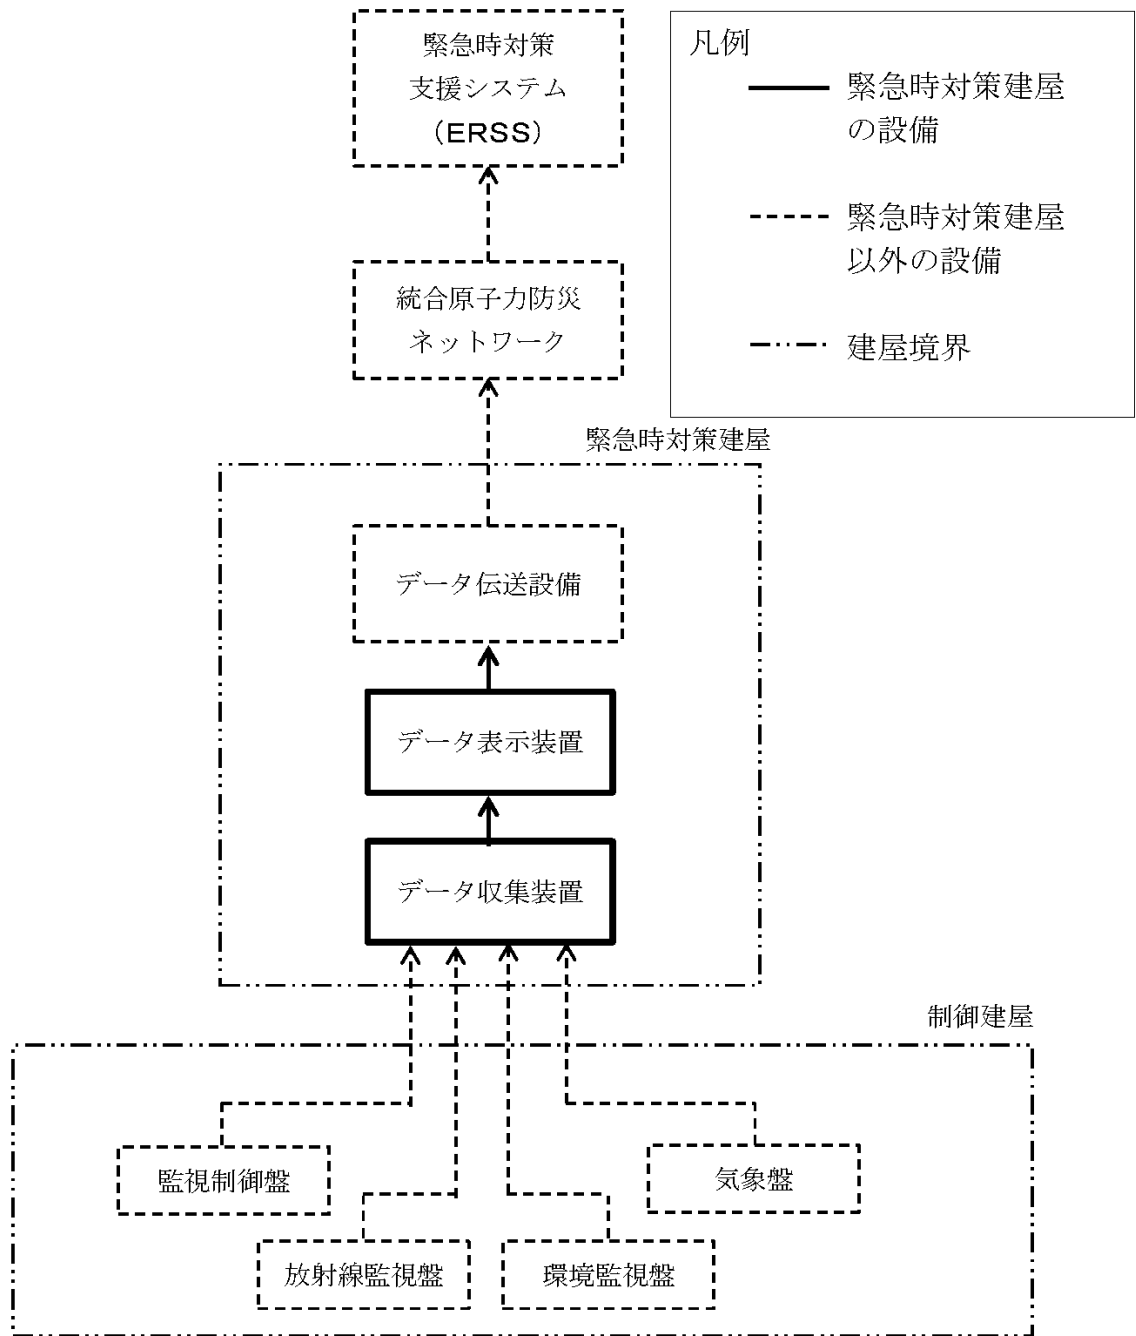 緊急時対策
支援システム
（ERSS）
凡例
緊急時対策建屋
の設備
緊急時対策建屋
以外の設備
建屋境界
統合原子力防災
ネットワーク
緊急時対策建屋
データ伝送設備
データ表示装置
データ収集装置
制御建屋
監視制御盤
気象盤
放射線監視盤
環境監視盤